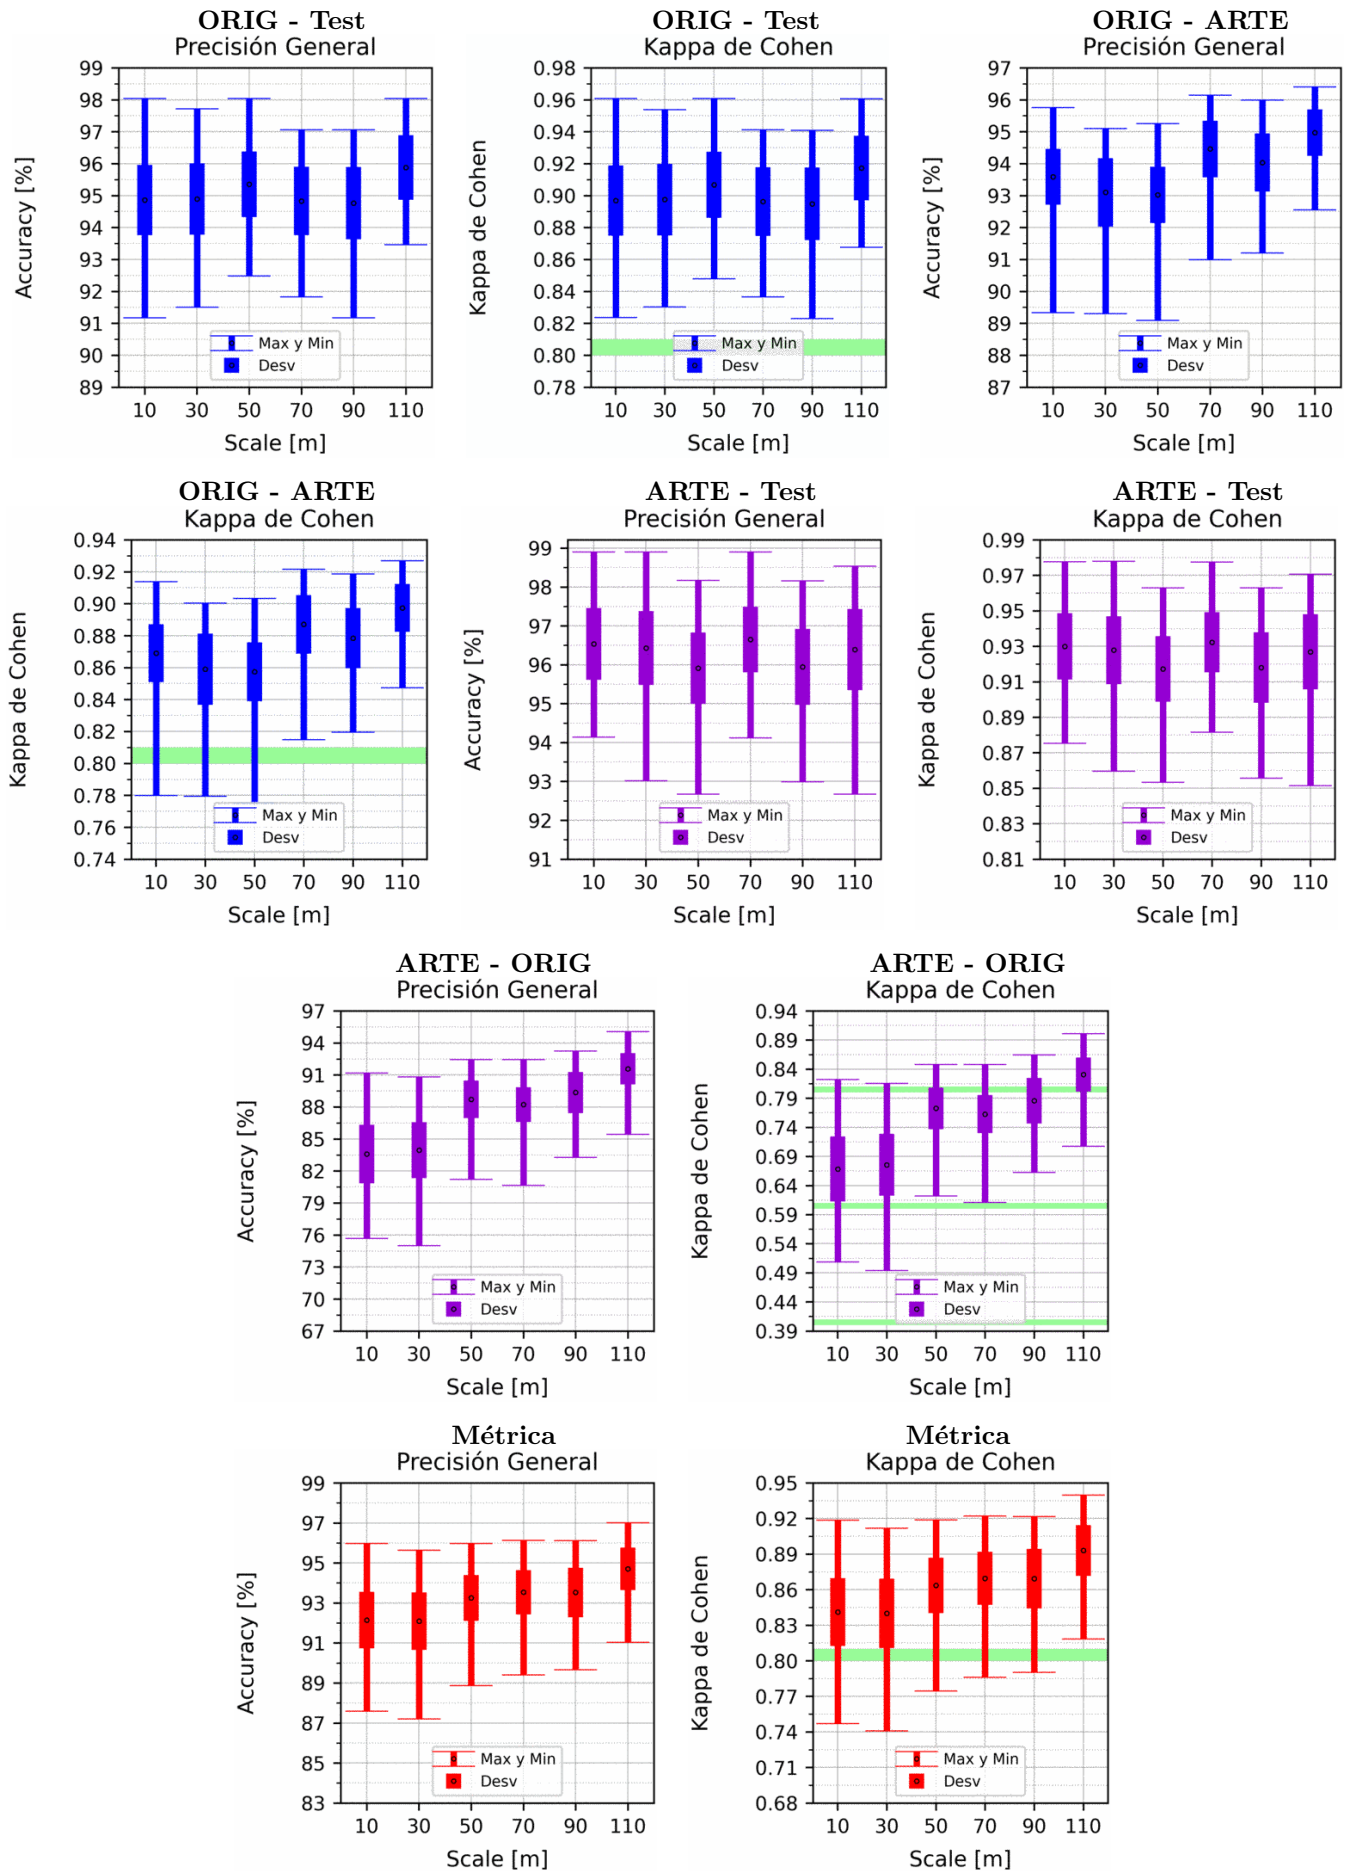 ORIG - Test
Precisión General
Accuracy [%]
99
98
97
96
95
94
93
92
91
90
89
Max y Min
Desv
10 30 50 70 90 110
Scale [m]
ORIG - Test
Kappa de Cohen
Kappa de Cohen
0.98
0.96
0.94
0.92
0.90
0.88
0.86
0.84
0.82
0.80
0.78
Max y Min
Desv
10 30 50 70 90 110
Scale [m]
ORIG - ARTE
Precisión General
Accuracy [%]
97
96
95
94
93
92
91
90
89
88
87
Max y Min
Desv
10 30 50 70 90 110
Scale [m]
ORIG - ARTE
Kappa de Cohen
Kappa de Cohen
0.94
0.92
0.90
0.88
0.86
0.84
0.82
0.80
0.78
0.76
0.74
Max y Min
Desv
10 30 50 70 90 110
Scale [m]
ARTE - Test
Precisión General
Accuracy [%]
99
98
97
96
95
94
93
92
91
Max y Min
Desv
10 30 50 70 90 110
Scale [m]
ARTE - Test
Kappa de Cohen
Kappa de Cohen
0.99
0.97
0.95
0.93
0.91
0.89
0.87
0.85
0.83
0.81
Max y Min
Desv
10 30 50 70 90 110
Scale [m]
ARTE - ORIG
Precisión General
Accuracy [%]
97
94
91
88
85
82
79
76
73
70
67
Max y Min
Desv
10 30 50 70 90 110
Scale [m]
ARTE - ORIG
Kappa de Cohen
Kappa de Cohen
0.94
0.89
0.84
0.79
0.74
0.69
0.64
0.59
0.54
0.49
0.44
0.39
Max y Min
Desv
10 30 50 70 90 110
Scale [m]
Métrica
Precisión General
Accuracy [%]
99
97
95
93
91
89
87
85
83
Max y Min
Desv
10 30 50 70 90 110
Scale [m]
Métrica
Kappa de Cohen
Kappa de Cohen
0.95
0.92
0.89
0.86
0.83
0.80
0.77
0.74
0.71
0.68
Max y Min
Desv
10 30 50 70 90 110
Scale [m]